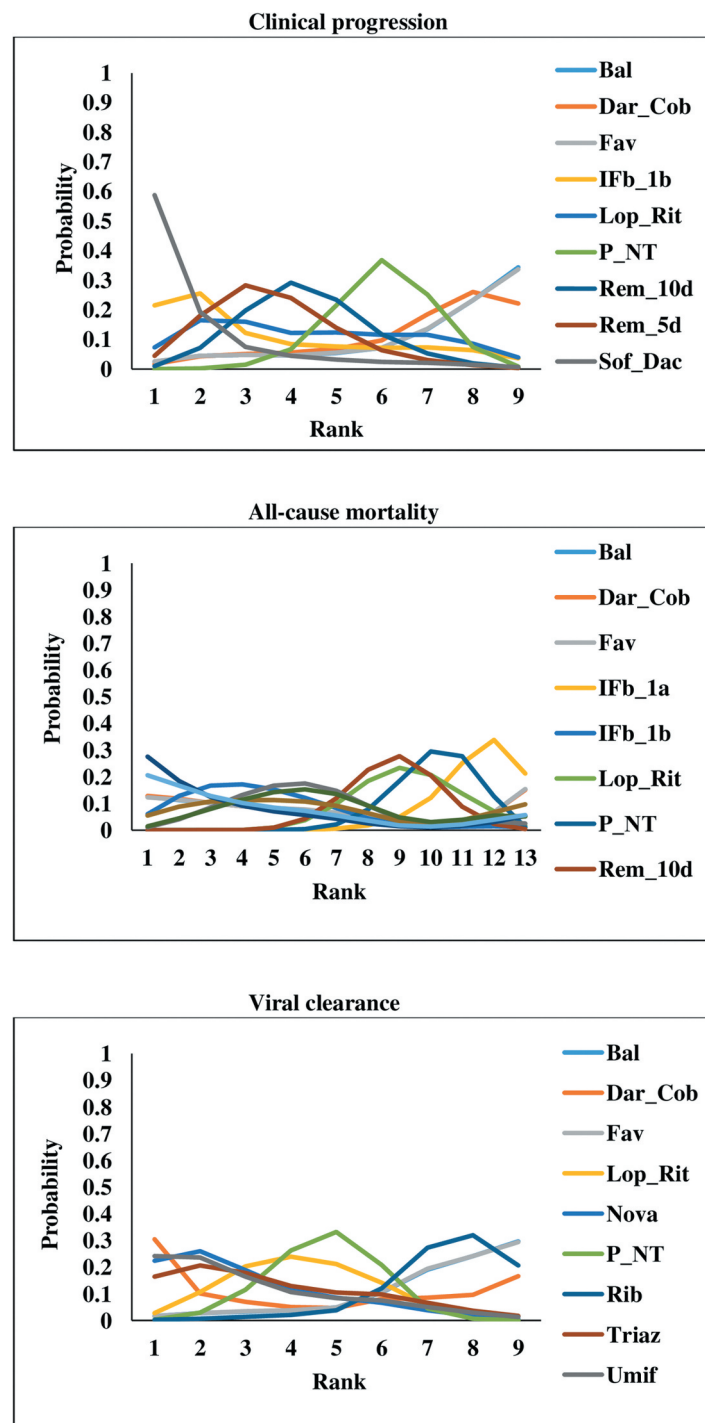 Clinical progression
1
0.9
0.8
0.7
0.6
0.5
0.4
0.3
0.2
0.1
0
Probability
1 2 3 4 5 6 7 8 9
Rank
Bal
Dar_Cob
Fav
IFb_1b
Lop_Rit
P_NT
Rem_10d
Rem_5d
Sof_Dac
All-cause mortality
1
0.9
0.8
0.7
0.6
0.5
0.4
0.3
0.2
0.1
0
Probability
1 2 3 4 5 6 7 8 9 10 11 12 13
Rank
Bal
Dar_Cob
Fav
IFb_1a
IFb_1b
Lop_Rit
P_NT
Rem_10d
Viral clearance
1
0.9
0.8
0.7
0.6
0.5
0.4
0.3
0.2
0.1
0
Probability
1 2 3 4 5 6 7 8 9
Rank
Bal
Dar_Cob
Fav
Lop_Rit
Nova
P_NT
Rib
Triaz
Umif